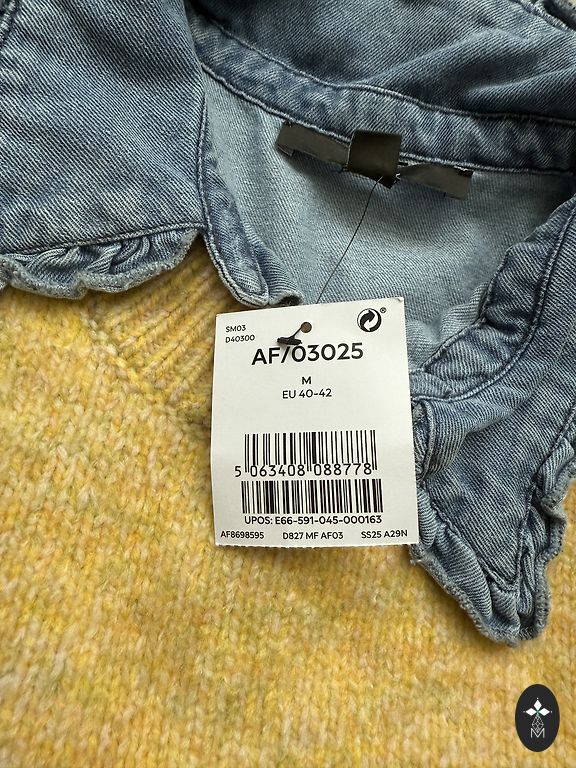 SM03
D40300
AF/03025
M
EU 40-42
5 063408 088778
UPOS: E66-591-045-000163
AF8698595 D827 MF AF03 SS25 A29N
M